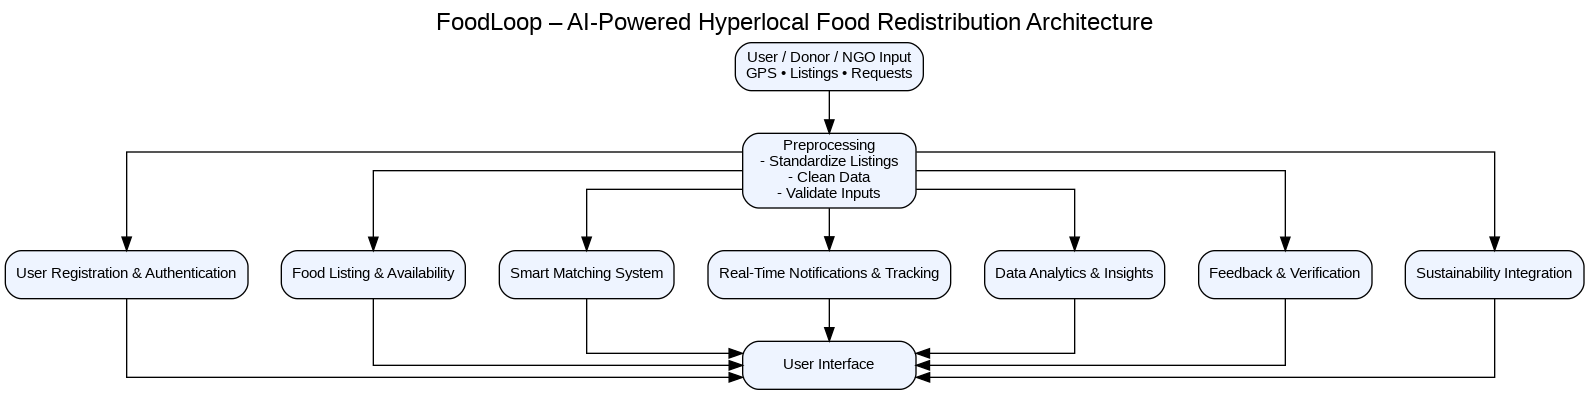 FoodLoop – AI-Powered Hyperlocal Food Redistribution Architecture
User / Donor / NGO Input
GPS • Listings • Requests
Preprocessing
- Standardize Listings
- Clean Data
- Validate Inputs
User Registration & Authentication
Food Listing & Availability
Smart Matching System
Real-Time Notifications & Tracking
Data Analytics & Insights
Feedback & Verification
Sustainability Integration
User Interface